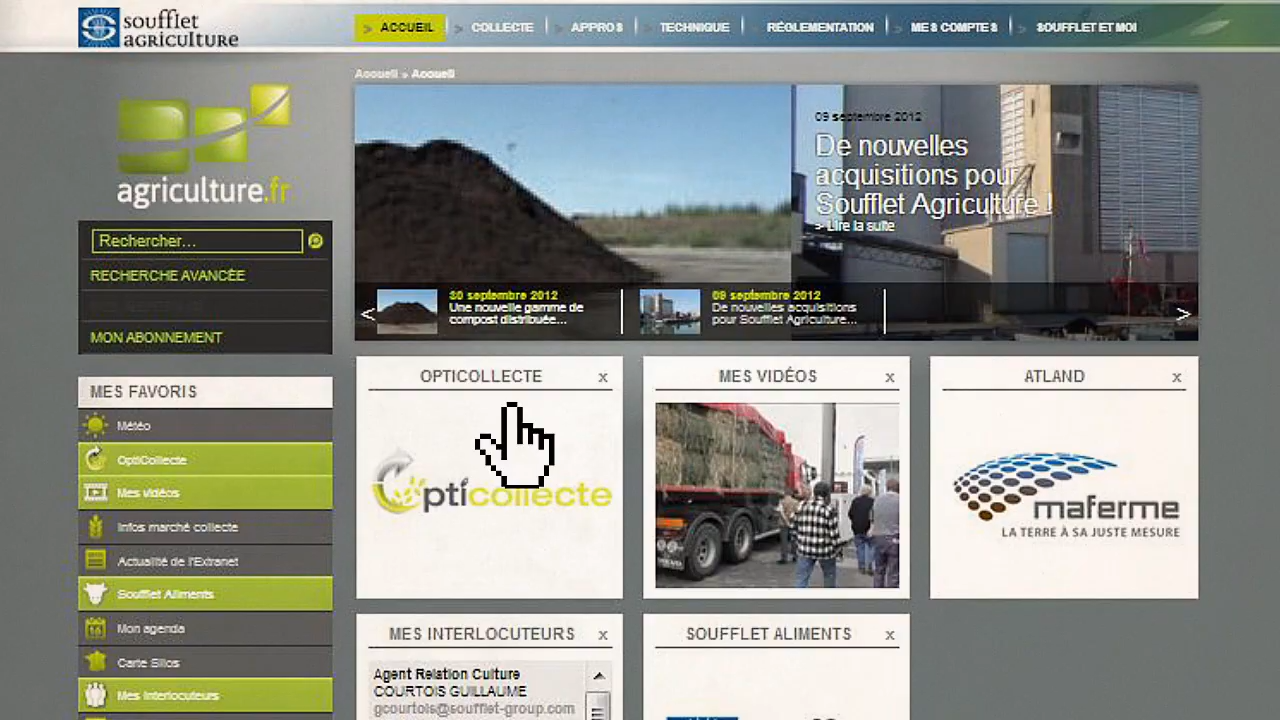 soufflet
agriculture
> ACCUEIL
> COLLECTE
> APPROS
> TECHNIQUE
RÉGLEMENTATION
> MES COMPTES
> SOUFFLET ET MOI
Accueil » Accueil
agriculture.fr
Rechercher...
RECHERCHE AVANCÉE
MON ABONNEMENT
09 septembre 2012
De nouvelles
acquisitions pour
Soufflet Agriculture !
> Lire la suite
<
30 septembre 2012
Une nouvelle gamme de
compost distribuée...
09 septembre 2012
De nouvelles acquisitions
pour Soufflet Agriculture...
>
MES FAVORIS
Météo
OptiCollecte
Mes vidéos
Infos marché collecte
Actualité de l'Extranet
Soufflet Aliments
Mon agenda
Carte Silos
Mes Interlocuteurs
OPTICOLLECTE x
Opticollecte
MES VIDÉOS x
ATLAND x
maferme
LA TERRE À SA JUSTE MESURE
MES INTERLOCUTEURS x
Agent Relation Culture
COURTOIS GUILLAUME
gcourtois@soufflet-group.com
SOUFFLET ALIMENTS x